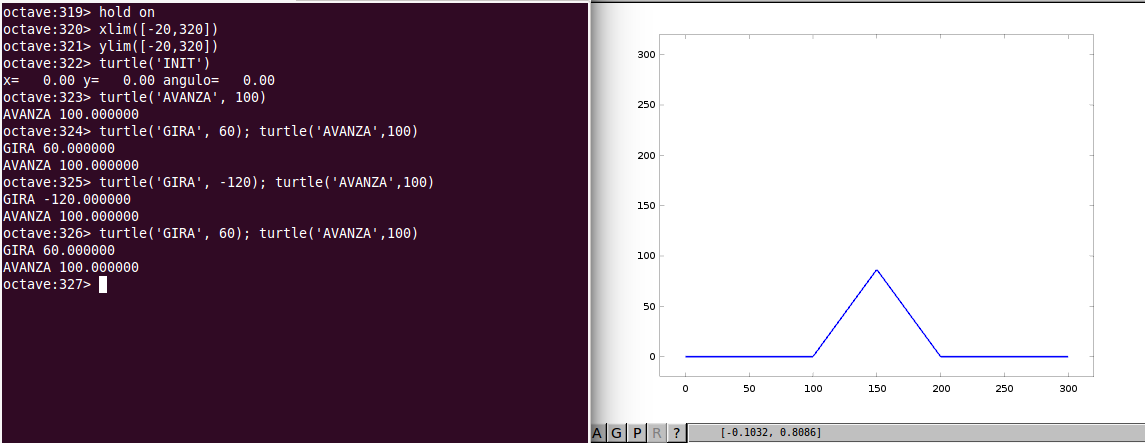 octave:319> hold on
octave:320> xlim([-20,320])
octave:321> ylim([-20,320])
octave:322> turtle('INIT')
x=   0.00 y=   0.00 angulo=   0.00
octave:323> turtle('AVANZA', 100)
AVANZA 100.000000
octave:324> turtle('GIRA', 60); turtle('AVANZA',100)
GIRA 60.000000
AVANZA 100.000000
octave:325> turtle('GIRA', -120); turtle('AVANZA',100)
GIRA -120.000000
AVANZA 100.000000
octave:326> turtle('GIRA', 60); turtle('AVANZA',100)
GIRA 60.000000
AVANZA 100.000000
octave:327>
300
250
200
150
100
50
0
0 50 100 150 200 250 300
A G P R ? [-0.1032, 0.8086]